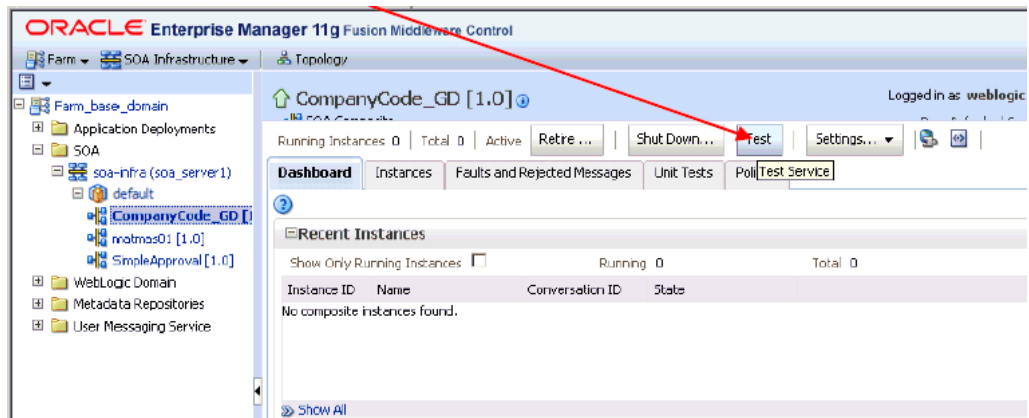 ORACLE Enterprise Manager 11g Fusion Middleware Control
Farm SOA Infrastructure Topology
Farm_base_domain
Application Deployments
SOA
soa-infra (soa_server1)
default
CompanyCode_GD [
matmas01 [1.0]
SimpleApproval [1.0]
WebLogic Domain
Metadata Repositories
User Messaging Service
CompanyCode_GD [1.0]
Logged in as weblogic
SOA Composite
Running Instances 0 Total 0 Active Retire ... Shut Down... Test Settings...
Dashboard Instances Faults and Rejected Messages Unit Tests Poli
Test Service
Recent Instances
Show Only Running Instances Running 0 Total 0
Instance ID Name Conversation ID State
No composite instances found.
Show All